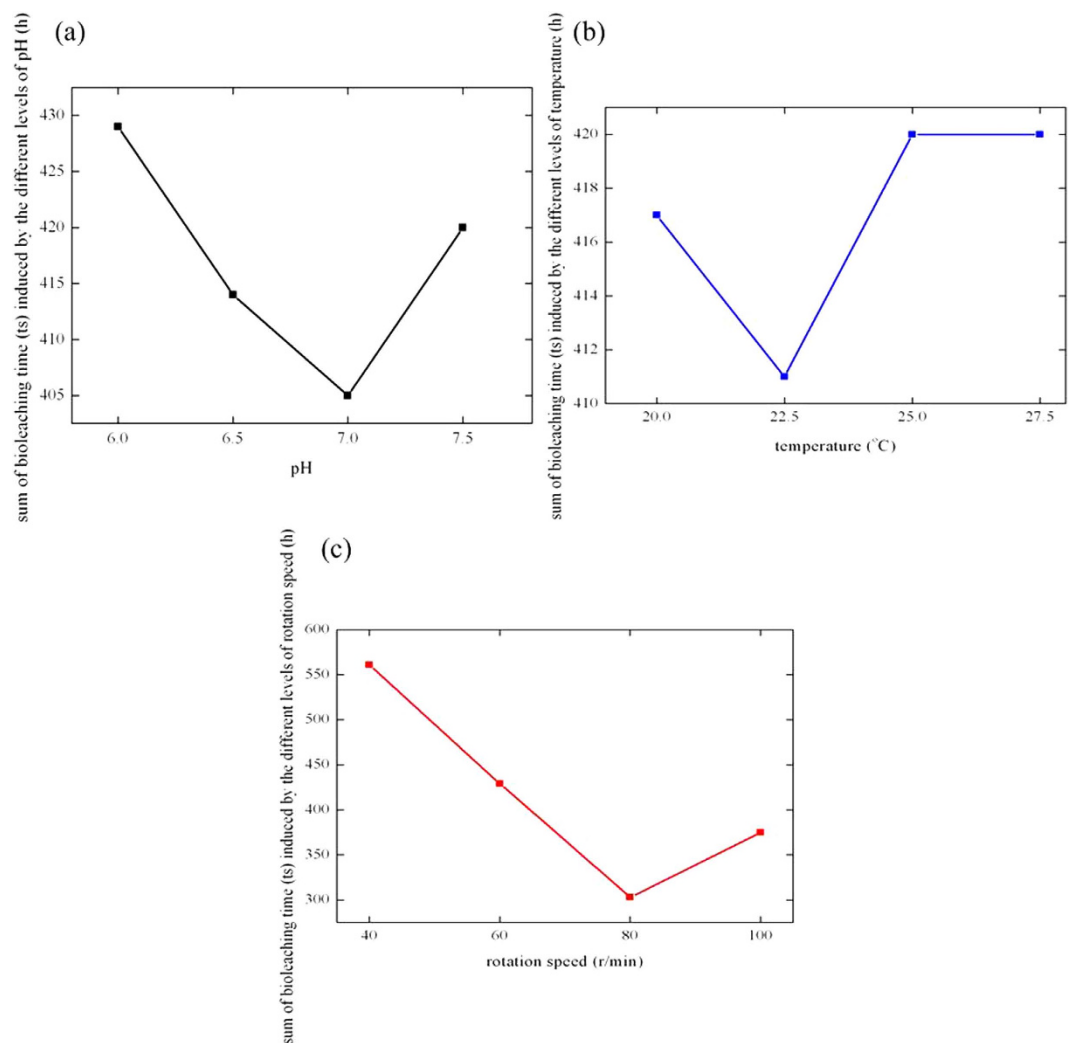 (a)
sum of bioleaching time (ts) induced by the different levels of pH (h)
430
425
420
415
410
405
6.0 6.5 7.0 7.5
pH
(b)
sum of bioleaching time (ts) induced by the different levels of temperature (h)
420
418
416
414
412
410
20.0 22.5 25.0 27.5
temperature (°C)
(c)
sum of bioleaching time (ts) induced by the different levels of rotation speed (h)
600
550
500
450
400
350
300
40 60 80 100
rotation speed (r/min)